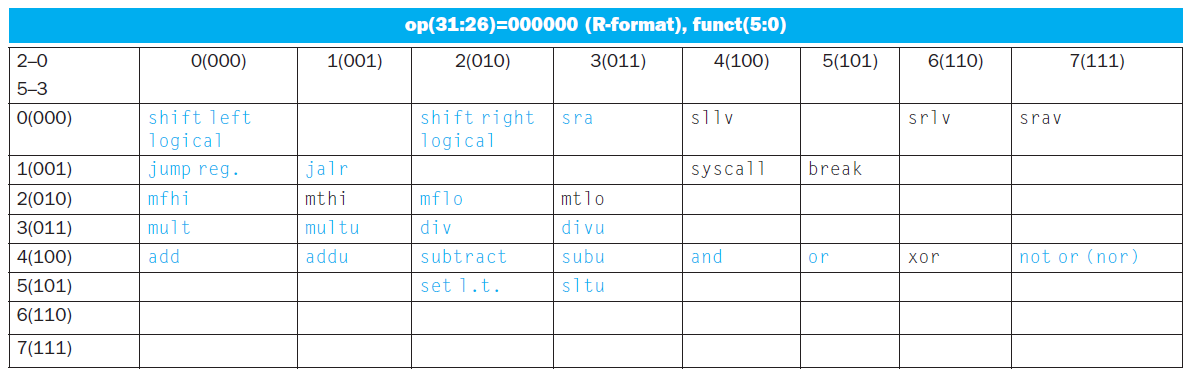 op(31:26)=000000 (R-format), funct(5:0)
2–0 0(000) 1(001) 2(010) 3(011) 4(100) 5(101) 6(110) 7(111)
5–3
0(000) shift left shift right sra sllv srlv srav
logical logical
1(001) jump reg. jalr syscall break
2(010) mfhi mthi mflo mtlo
3(011) mult multu div divu
4(100) add addu subtract subu and or xor not or (nor)
5(101) set l.t. sltu
6(110)
7(111)